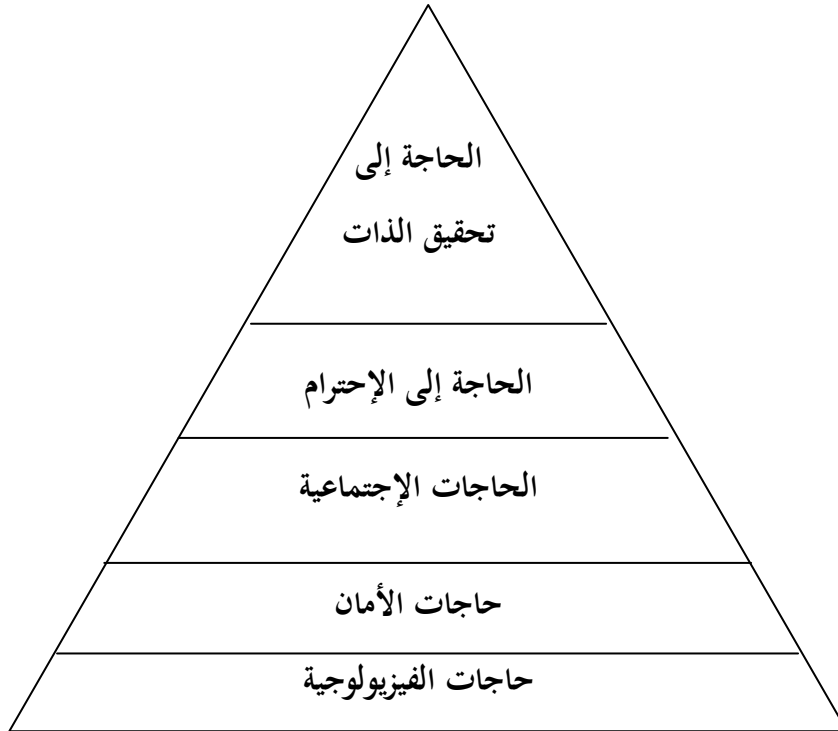 الحاجة إلى
تحقيق الذات
الحاجة إلى الإحترام
الحاجات الإجتماعية
حاجات الأمان
حاجات الفيزيولوجية